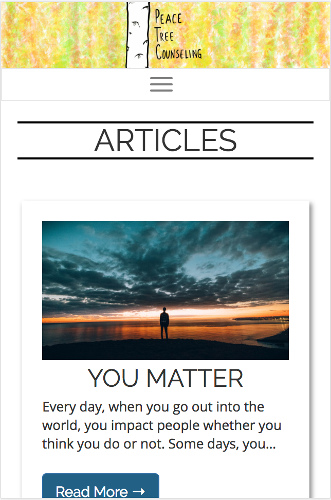 Peace
Tree
Counseling
ARTICLES
YOU MATTER
Every day, when you go out into the
world, you impact people whether you
think you do or not. Some days, you...
Read More →